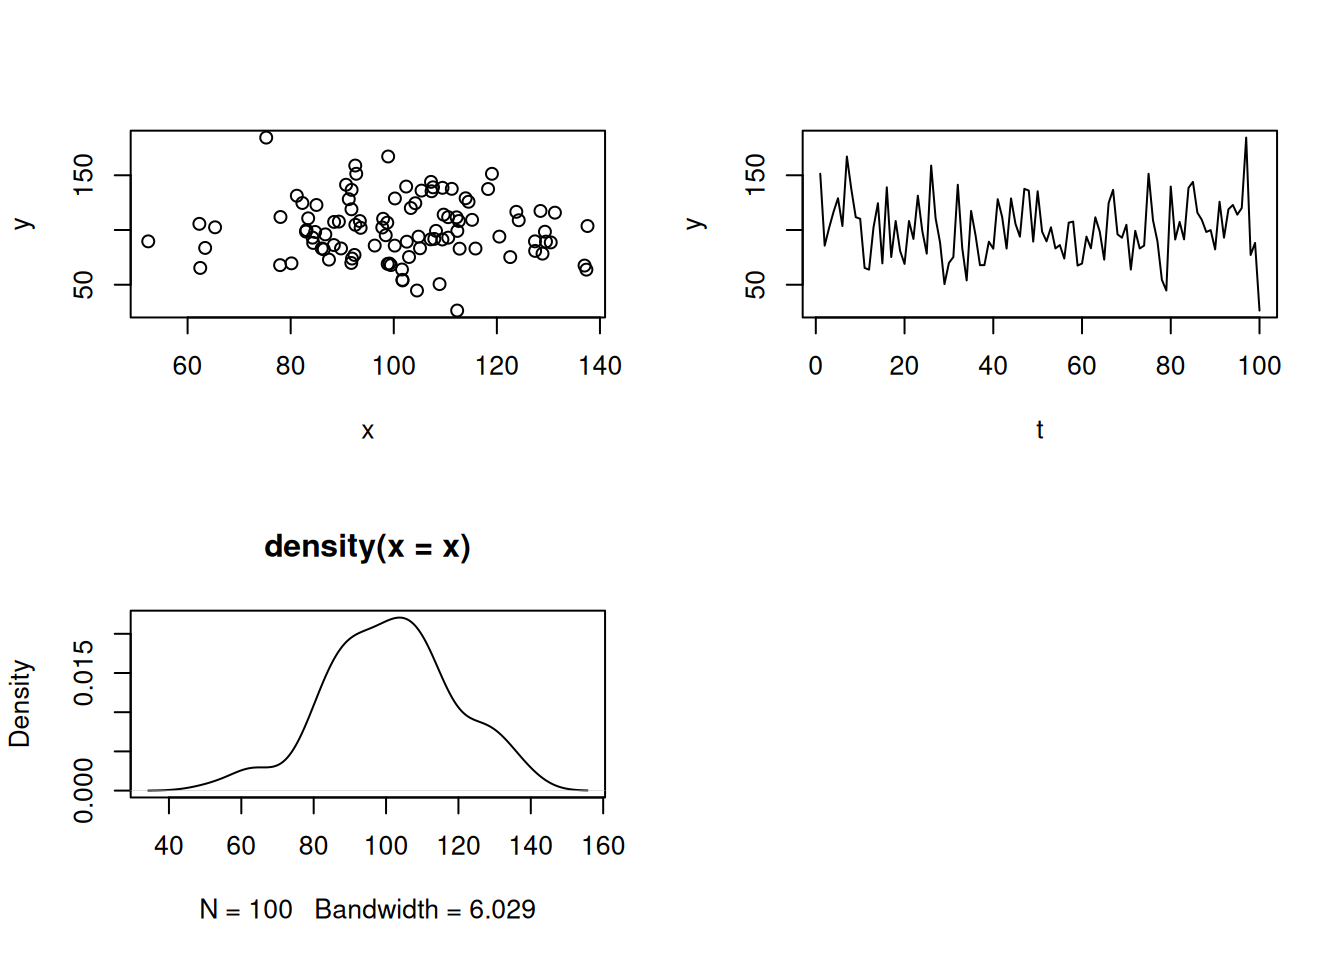 y
150
50
60 80 100 120 140
x
y
150
50
0 20 40 60 80 100
t
density(x = x)
Density
0.015
0.000
40 60 80 100 120 140 160
N = 100 Bandwidth = 6.029